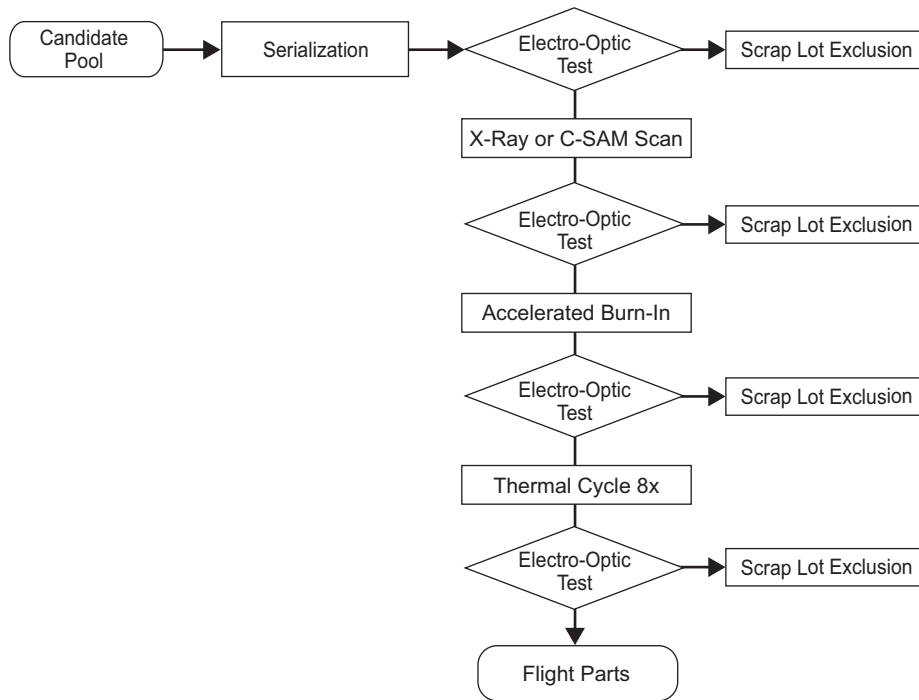 Candidate
Pool
Serialization
Electro-Optic
Test
Scrap Lot Exclusion
X-Ray or C-SAM Scan
Electro-Optic
Test
Scrap Lot Exclusion
Accelerated Burn-In
Electro-Optic
Test
Scrap Lot Exclusion
Thermal Cycle 8x
Electro-Optic
Test
Scrap Lot Exclusion
Flight Parts